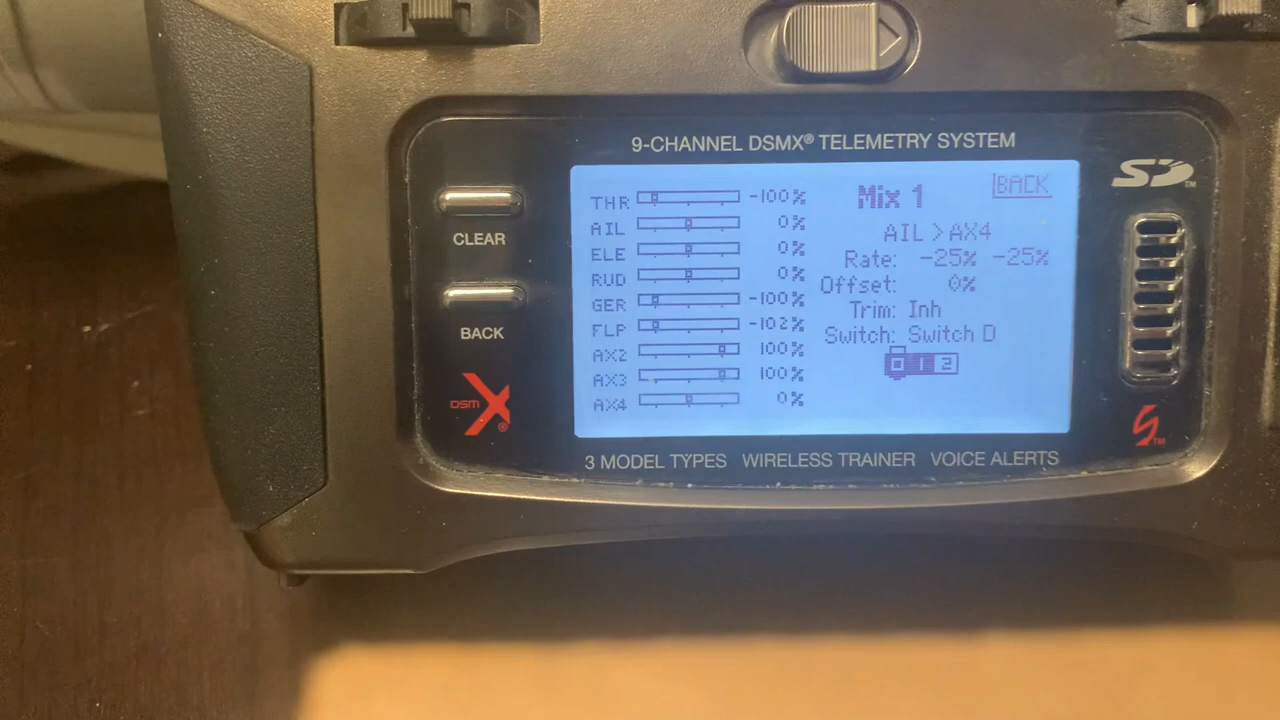 9-CHANNEL DSMX® TELEMETRY SYSTEM
SD™
CLEAR
BACK
DSM X®
THR -100%
AIL 0%
ELE 0%
RUD 0%
GER -100%
FLP -102%
AX2 100%
AX3 100%
AX4 0%
Mix 1
BACK
AIL > AX4
Rate: -25% -25%
Offset: 0%
Trim: Inh
Switch: Switch D
0 1 2
S™
3 MODEL TYPES WIRELESS TRAINER VOICE ALERTS